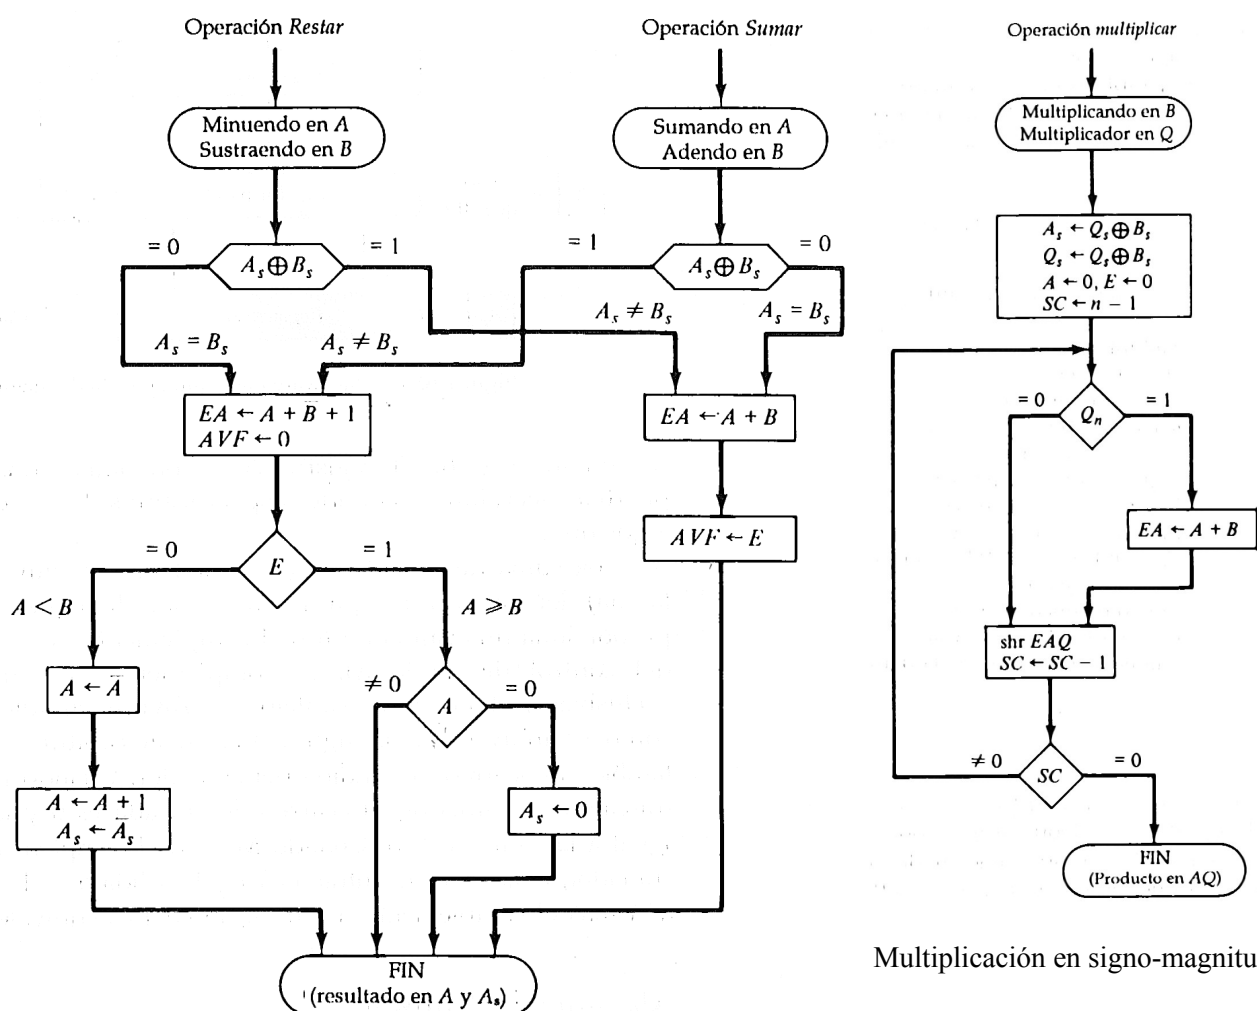 Operación Restar
Minuendo en A
Sustraendo en B
= 0
= 1
A_s ⊕ B_s
A_s = B_s
A_s ≠ B_s
EA ← A + B̄ + 1
AVF ← 0
= 0
= 1
E
A < B
A ⩾ B
A ← Ā
≠ 0
= 0
A
A ← A + 1
A_s ← Ā_s
A_s ← 0
Operación Sumar
Sumando en A
Adendo en B
= 1
= 0
A_s ⊕ B_s
A_s ≠ B_s
A_s = B_s
EA ← A + B
AVF ← E
FIN
(resultado en A y A_s)
Operación multiplicar
Multiplicando en B
Multiplicador en Q
A_s ← Q_s ⊕ B_s
Q_s ← Q_s ⊕ B_s
A ← 0, E ← 0
SC ← n − 1
= 0
= 1
Q_n
EA ← A + B
shr EAQ
SC ← SC − 1
≠ 0
= 0
SC
FIN
(Producto en AQ)
Multiplicación en signo-magnitu